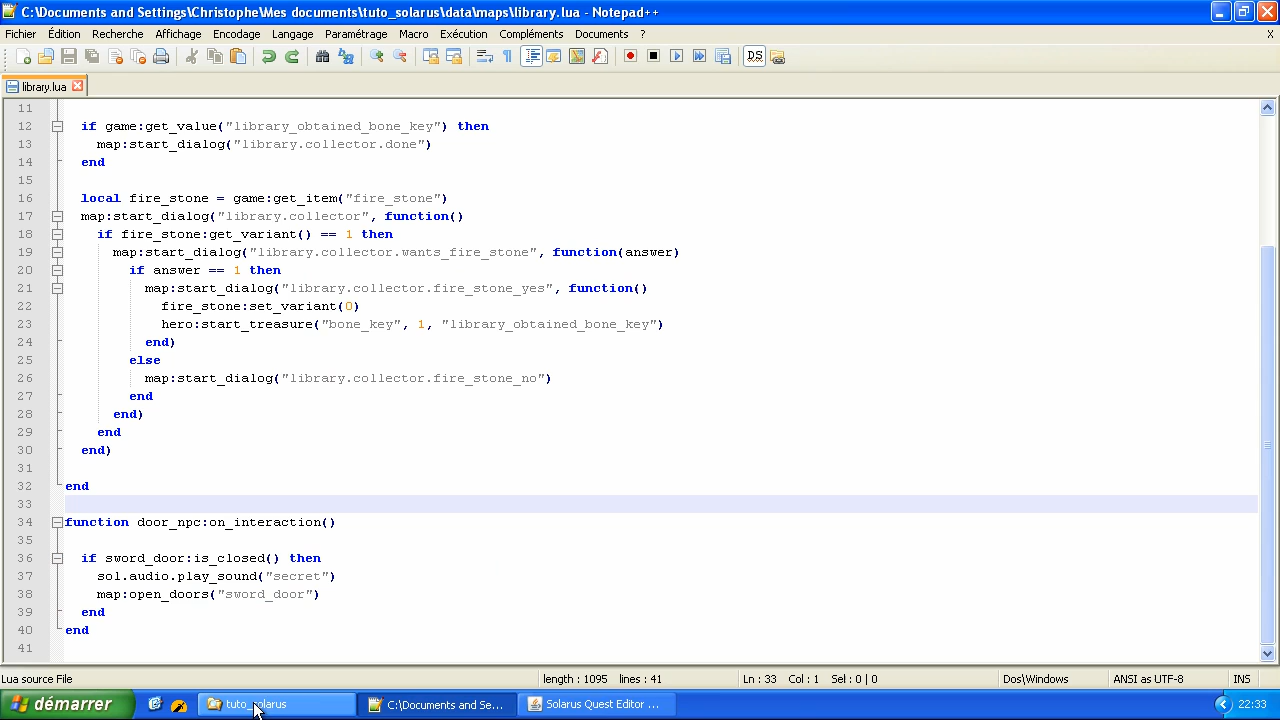 C:\Documents and Settings\Christophe\Mes documents\tuto_solarus\data\maps\library.lua - Notepad++
Fichier Édition Recherche Affichage Encodage Langage Paramétrage Macro Exécution Compléments Documents ? X
library.lua
11
12 if game:get_value("library_obtained_bone_key") then
13 map:start_dialog("library.collector.done")
14 end
15
16 local fire_stone = game:get_item("fire_stone")
17 map:start_dialog("library.collector", function()
18 if fire_stone:get_variant() == 1 then
19 map:start_dialog("library.collector.wants_fire_stone", function(answer)
20 if answer == 1 then
21 map:start_dialog("library.collector.fire_stone_yes", function()
22 fire_stone:set_variant(0)
23 hero:start_treasure("bone_key", 1, "library_obtained_bone_key")
24 end)
25 else
26 map:start_dialog("library.collector.fire_stone_no")
27 end
28 end)
29 end
30 end)
31
32 end
33
34 function door_npc:on_interaction()
35
36 if sword_door:is_closed() then
37 sol.audio.play_sound("secret")
38 map:open_doors("sword_door")
39 end
40 end
41
Lua source File length : 1095 lines : 41 Ln : 33 Col : 1 Sel : 0 | 0 Dos\Windows ANSI as UTF-8 INS
démarrer tuto_solarus C:\Documents and Se... Solarus Quest Editor ... 22:33